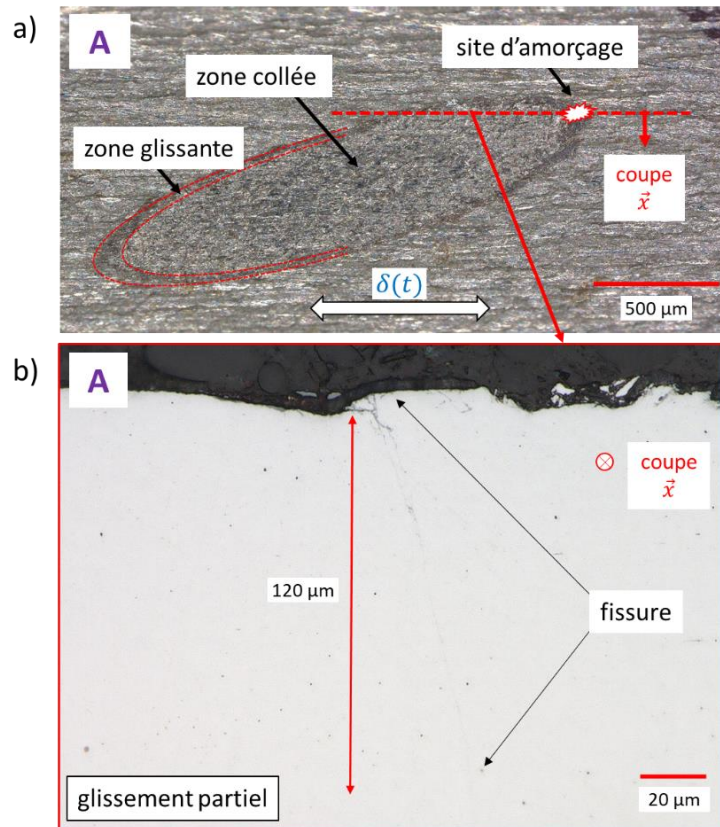 a)
A
site d'amorçage
zone collée
zone glissante
coupe
x⃗
δ(t)
500 μm
b)
A
coupe
x⃗
120 μm
fissure
glissement partiel
20 μm